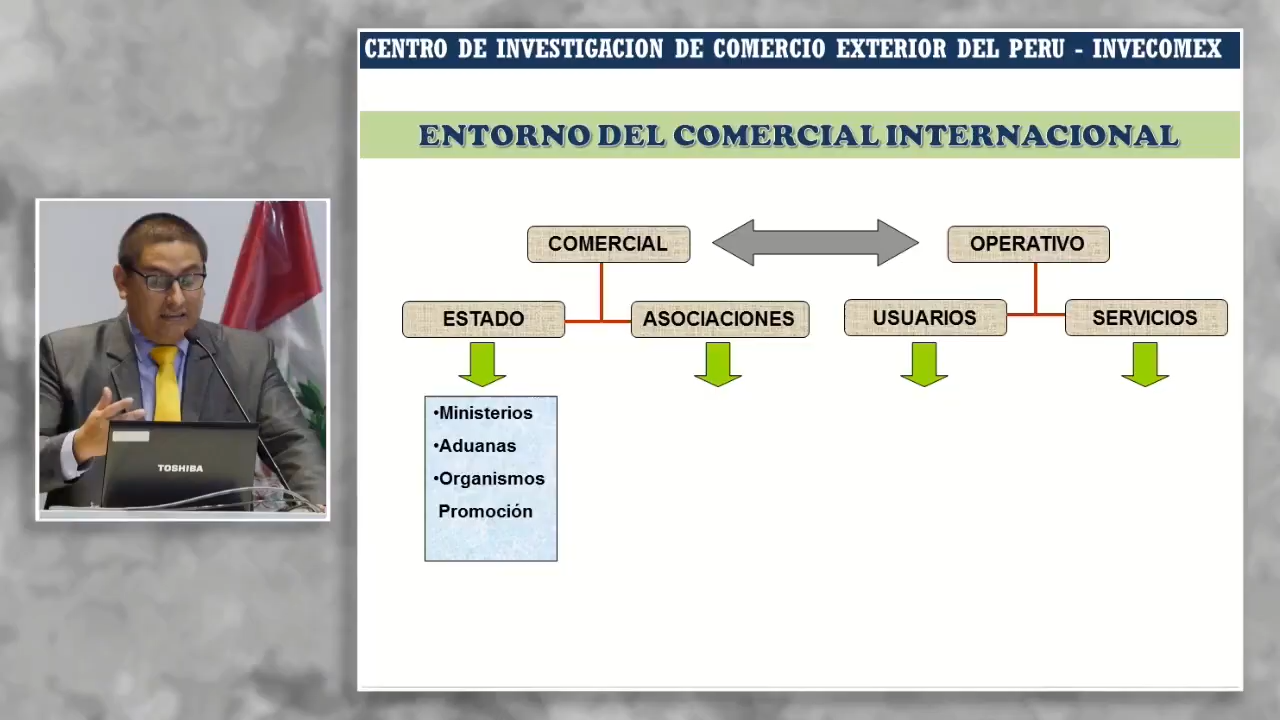 CENTRO DE INVESTIGACION DE COMERCIO EXTERIOR DEL PERU - INVECOMEX
ENTORNO DEL COMERCIAL INTERNACIONAL
COMERCIAL
OPERATIVO
ESTADO
ASOCIACIONES
USUARIOS
SERVICIOS
•Ministerios
•Aduanas
•Organismos
Promoción
TOSHIBA